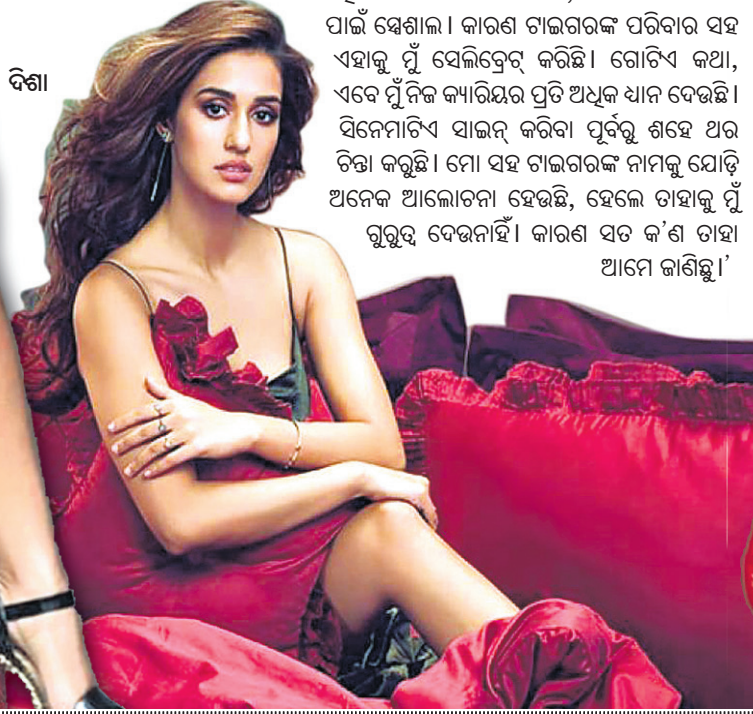 ଦିଶା
ପାଇଁ ସ୍ପେଶାଲ। କାରଣ ଟାଇଗରଙ୍କ ପରିବାର ସହ
ଏହାକୁ ମୁଁ ସେଲିବ୍ରେଟ୍ କରିଛି। ଗୋଟିଏ କଥା,
ଏବେ ମୁଁ ନିଜ କ୍ୟାରିୟର ପ୍ରତି ଅଧିକ ଧ୍ୟାନ ଦେଉଛି।
ସିନେମାଟିଏ ସାଇନ୍ କରିବା ପୂର୍ବରୁ ଶହେ ଥର
ଚିନ୍ତା କରୁଛି। ମୋ ସହ ଟାଇଗରଙ୍କ ନାମକୁ ଯୋଡ଼ି
ଅନେକ ଆଲୋଚନା ହେଉଛି, ହେଲେ ତାହାକୁ ମୁଁ
ଗୁରୁତ୍ୱ ଦେଉନାହିଁ। କାରଣ ସତ କ'ଣ ତାହା
ଆମେ ଜାଣିଛୁ।’